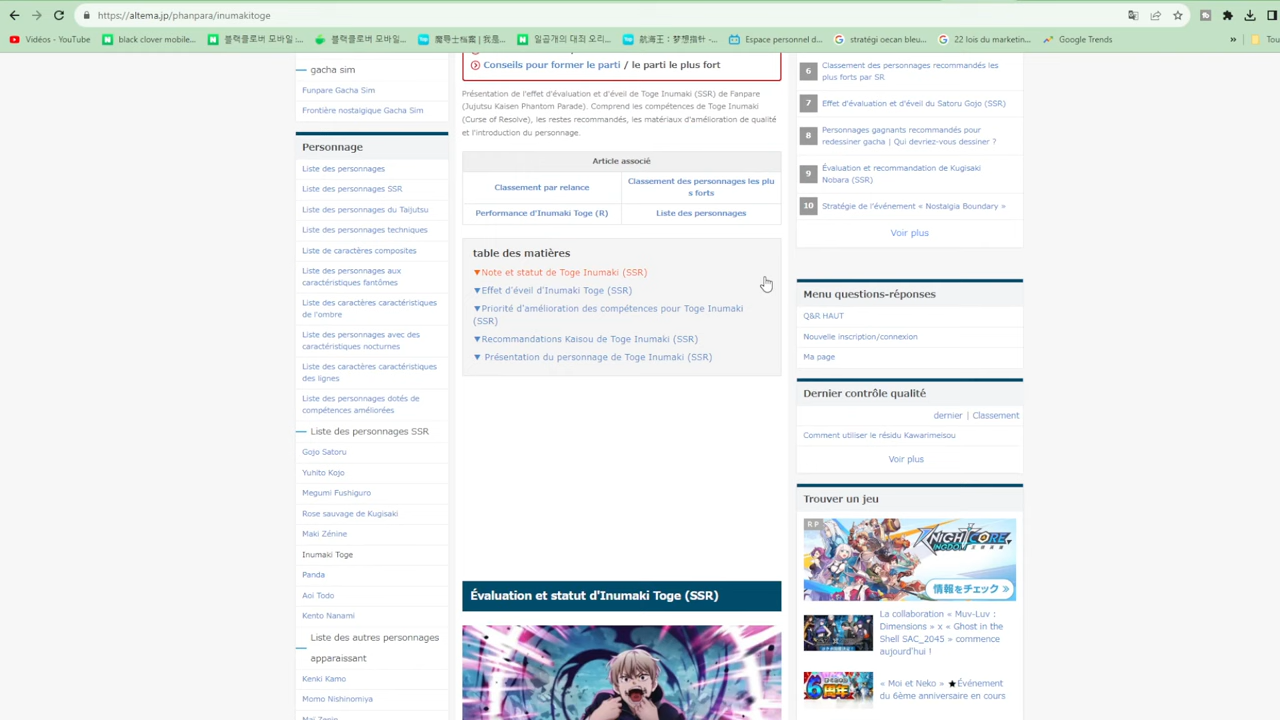 https://altema.jp/phanpara/inumakitoge
Vidéos - YouTube
black clover mobile...
블랙클로버 모바일 :...
블랙클로버 모바일...
魔导士档案 | 我是...
일곱개의 대죄 오리...
航海王：梦想指针 -...
Espace personnel d...
stratégi oecan bleu...
22 lois du marketin...
Google Trends
»
Tou
gacha sim
Funpare Gacha Sim
Frontière nostalgique Gacha Sim
Personnage
Liste des personnages
Liste des personnages SSR
Liste des personnages du Taijutsu
Liste des personnages techniques
Liste de caractères composites
Liste des personnages aux
caractéristiques fantômes
Liste des caractères caractéristiques
de l'ombre
Liste des personnages avec des
caractéristiques nocturnes
Liste des caractères caractéristiques
des lignes
Liste des personnages dotés de
compétences améliorées
Liste des personnages SSR
Gojo Satoru
Yuhito Kojo
Megumi Fushiguro
Rose sauvage de Kugisaki
Maki Zénine
Inumaki Toge
Panda
Aoi Todo
Kento Nanami
Liste des autres personnages
apparaissant
Kenki Kamo
Momo Nishinomiya
Mai Zenin
Conseils pour former le parti / le parti le plus fort
Présentation de l'effet d'évaluation et d'éveil de Toge Inumaki (SSR) de Fanpare
(Jujutsu Kaisen Phantom Parade). Comprend les compétences de Toge Inumaki
(Curse of Resolve), les restes recommandés, les matériaux d'amélioration de qualité
et l'introduction du personnage.
Article associé
Classement par relance
Classement des personnages les plu
s forts
Performance d'Inumaki Toge (R)
Liste des personnages
table des matières
▼Note et statut de Toge Inumaki (SSR)
▼Effet d'éveil d'Inumaki Toge (SSR)
▼Priorité d'amélioration des compétences pour Toge Inumaki
(SSR)
▼Recommandations Kaisou de Toge Inumaki (SSR)
▼ Présentation du personnage de Toge Inumaki (SSR)
Évaluation et statut d'Inumaki Toge (SSR)
6 Classement des personnages recommandés les
plus forts par SR
7 Effet d'évaluation et d'éveil du Satoru Gojo (SSR)
8 Personnages gagnants recommandés pour
redessiner gacha | Qui devriez-vous dessiner ?
9 Évaluation et recommandation de Kugisaki
Nobara (SSR)
10 Stratégie de l'événement « Nostalgia Boundary »
Voir plus
Menu questions-réponses
Q&R HAUT
Nouvelle inscription/connexion
Ma page
Dernier contrôle qualité
dernier | Classement
Comment utiliser le résidu Kawarimeisou
Voir plus
Trouver un jeu
RP
KNIGHTCORE
情報をチェック »
La collaboration « Muv-Luv :
Dimensions » x « Ghost in the
Shell SAC_2045 » commence
aujourd'hui !
6周年
« Moi et Neko » ★Événement
du 6ème anniversaire en cours